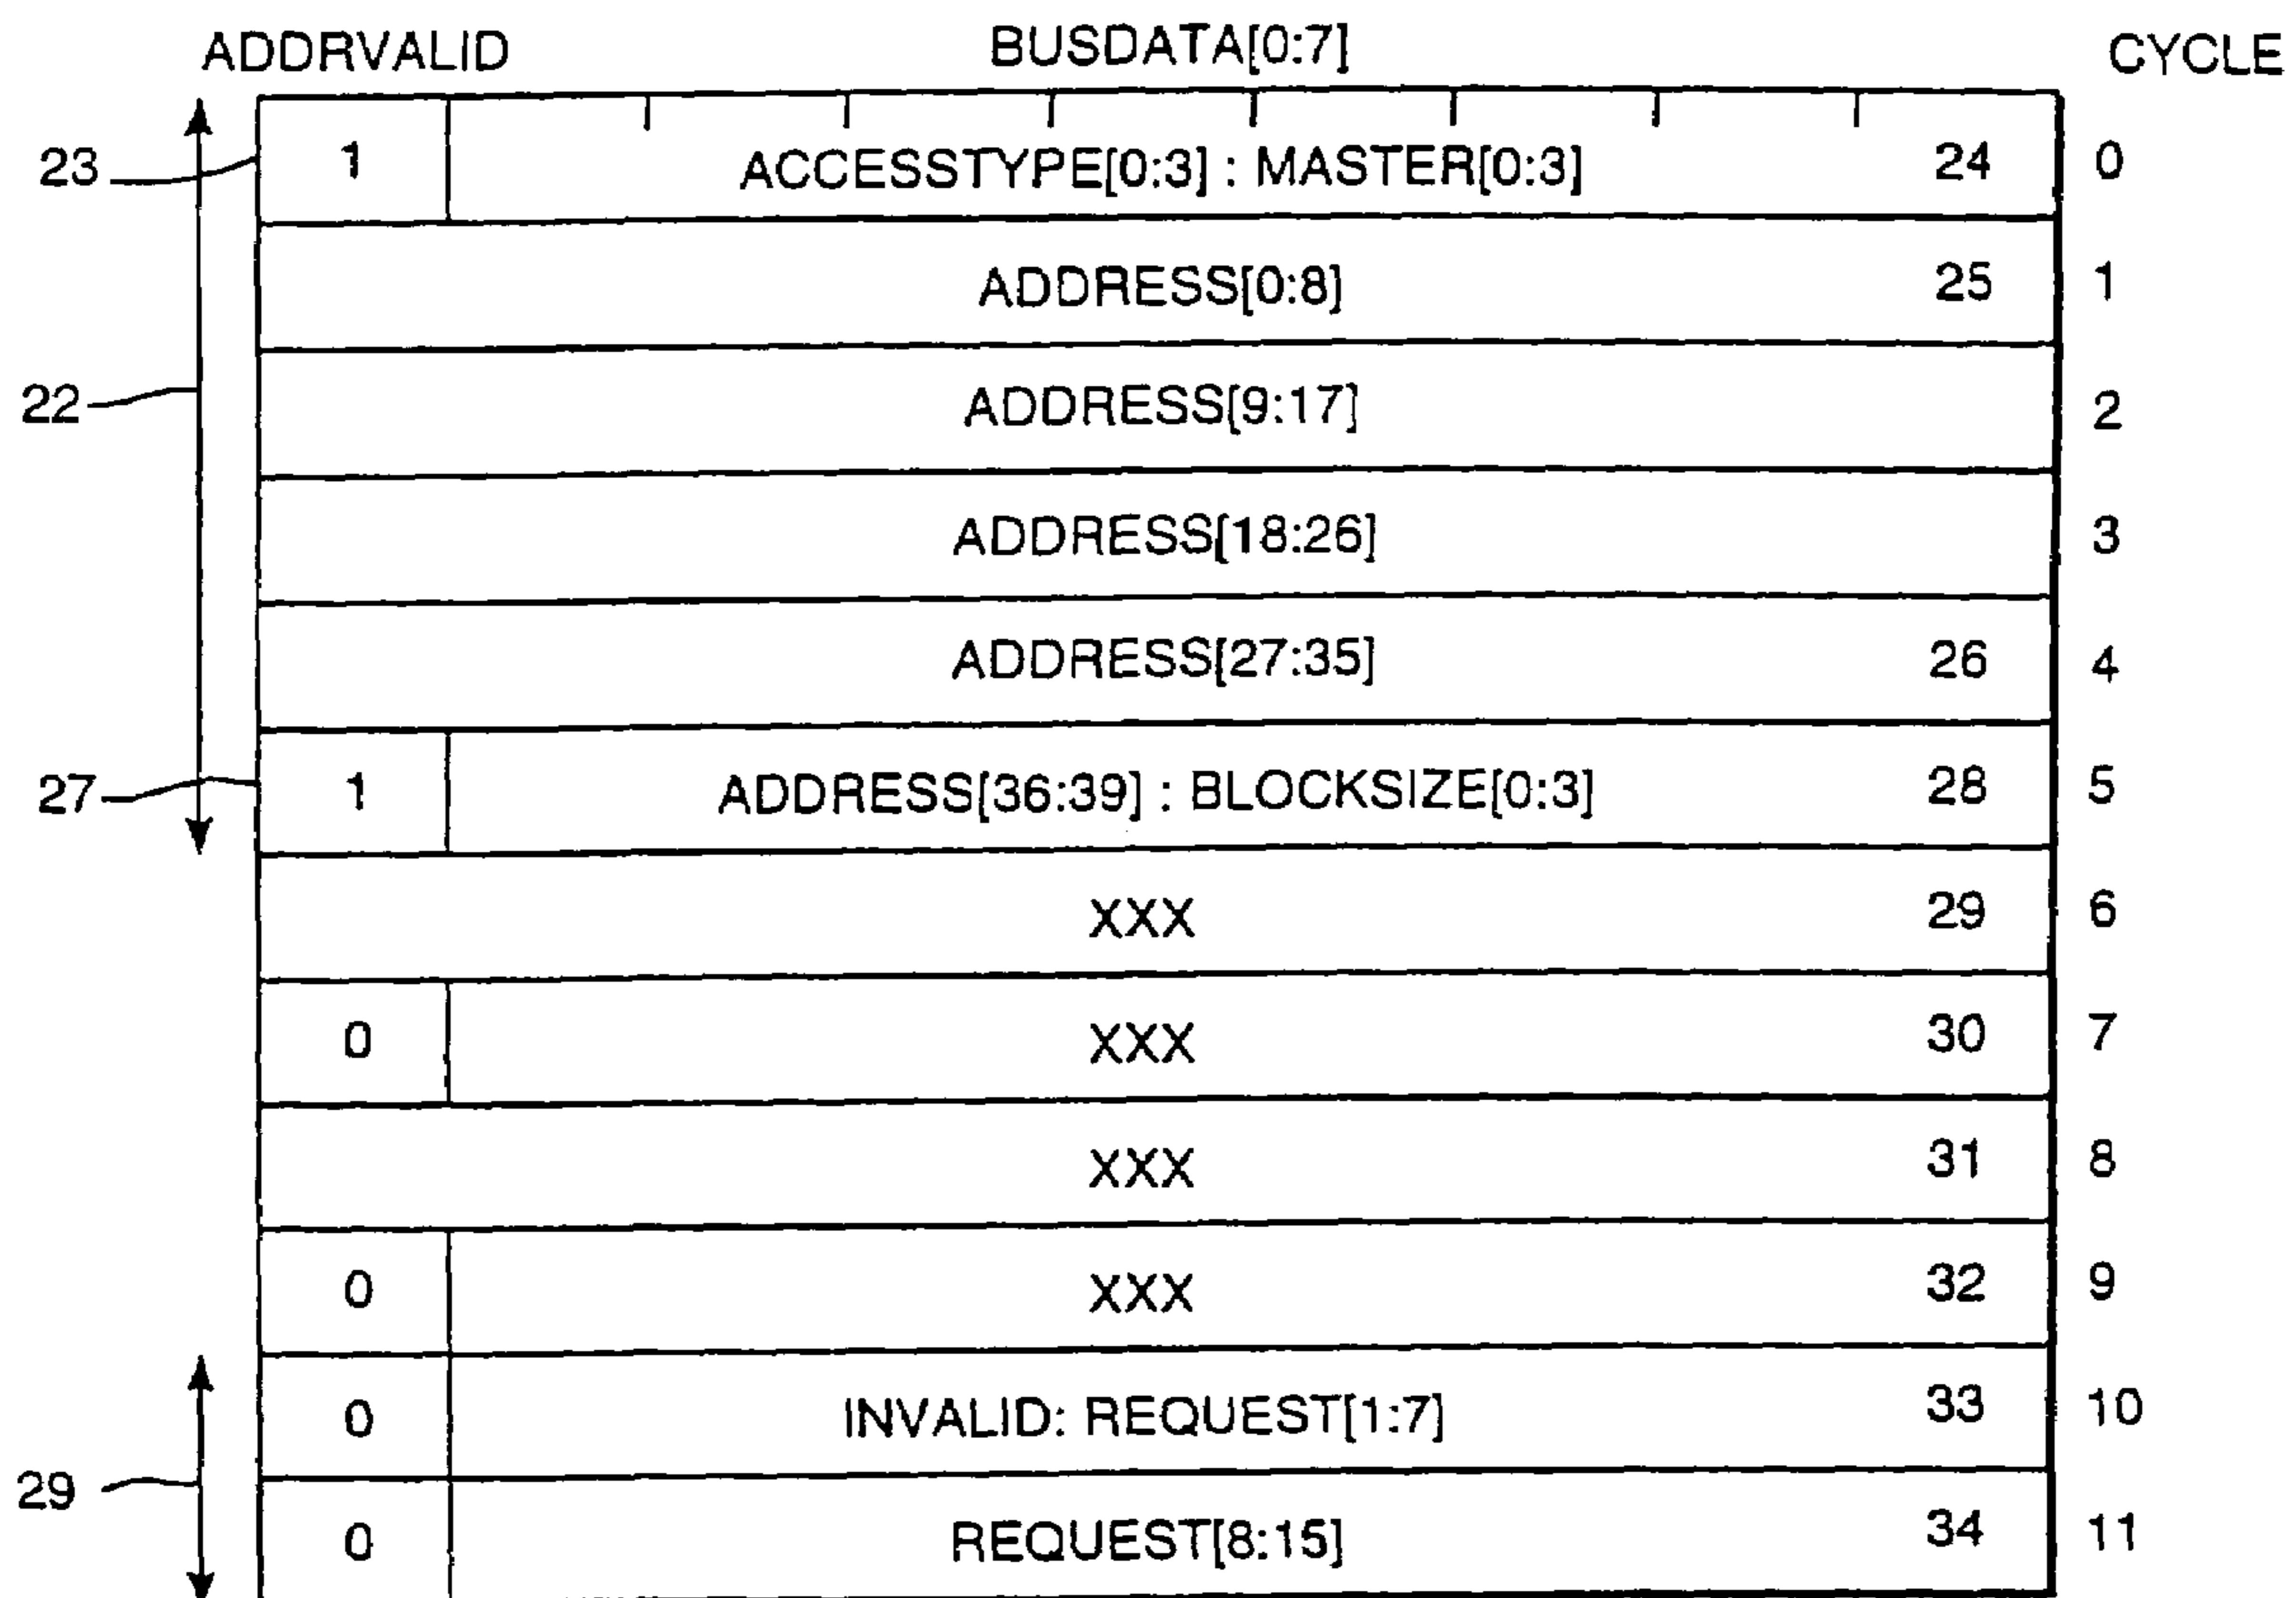 ADDRVALID BUSDATA[0:7] CYCLE
23 1 ACCESSTYPE[0:3] : MASTER[0:3] 24 0
ADDRESS[0:8] 25 1
22 ADDRESS[9:17] 2
ADDRESS[18:26] 3
ADDRESS[27:35] 26 4
27 1 ADDRESS[36:39] : BLOCKSIZE[0:3] 28 5
XXX 29 6
0 XXX 30 7
XXX 31 8
0 XXX 32 9
0 INVALID: REQUEST[1:7] 33 10
29 0 REQUEST[8:15] 34 11